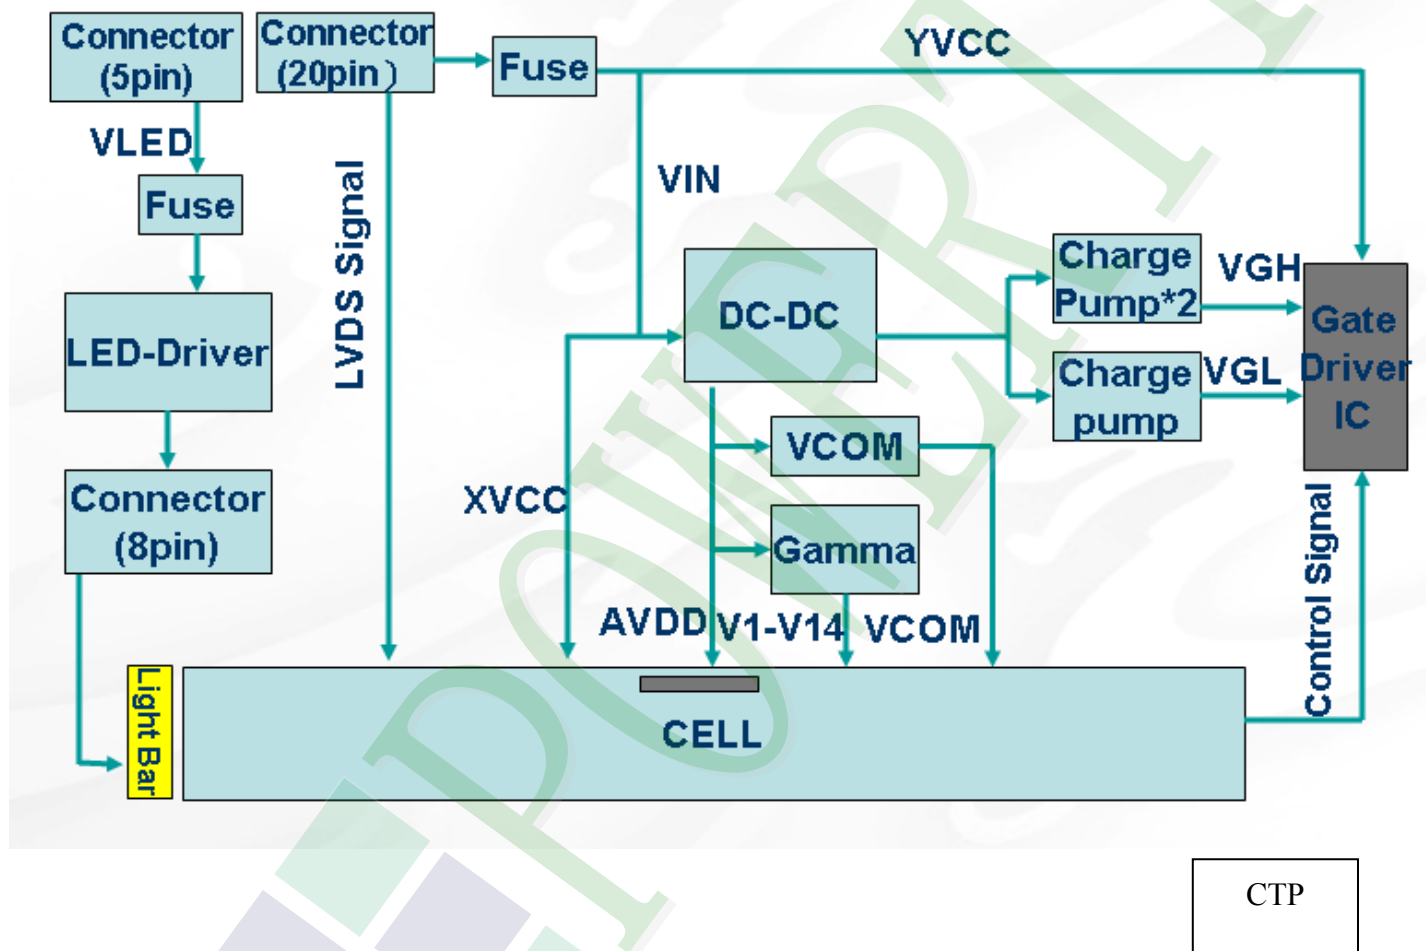 Connector
(5pin)
Connector
(20pin）
Fuse
YVCC
VLED
Fuse
LVDS Signal
VIN
LED-Driver
DC-DC
Charge
Pump*2
VGH
Charge
pump
VGL
Gate
Driver
IC
Connector
(8pin)
XVCC
VCOM
Gamma
AVDD
V1-V14
VCOM
Control Signal
Light Bar
CELL
CTP